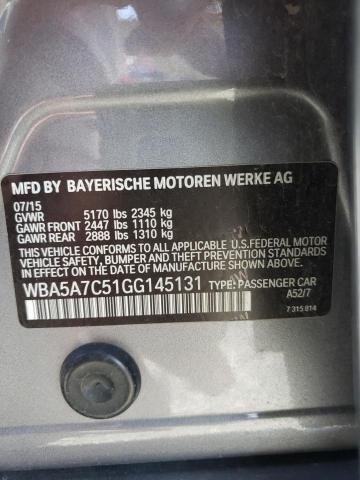 MFD BY BAYERISCHE MOTOREN WERKE AG
07/15
GVWR 5170 lbs 2345 kg
GAWR FRONT 2447 lbs 1110 kg
GAWR REAR 2888 lbs 1310 kg
THIS VEHICLE CONFORMS TO ALL APPLICABLE U.S.FEDERAL MOTOR
VEHICLE SAFETY, BUMPER, AND THEFT PREVENTION STANDARDS
IN EFFECT ON THE DATE OF MANUFACTURE SHOWN ABOVE.
WBA5A7C51GG145131 TYPE: PASSENGER CAR
A52/7
7 315 814